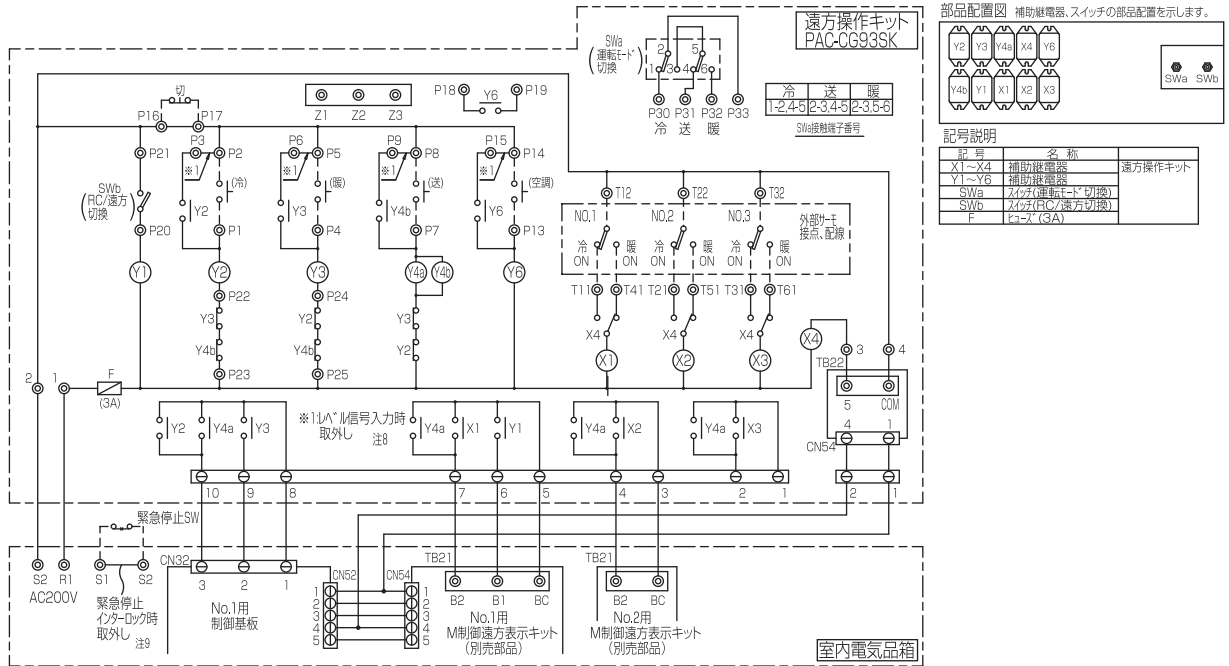 遠方操作キット
PAC-CG93SK
部品配置図 補助継電器、スイッチの部品配置を示します。
Y2 Y3 Y4a X4 Y6
Y4b Y1 X1 X2 X3
SWa SWb
記号説明
記号 名称
X1〜X4 補助継電器 遠方操作キット
Y1〜Y6 補助継電器
SWa スイッチ(運転モード切換)
SWb スイッチ(RC/遠方切換)
F ヒューズ(3A)
SWa
(運転モード切換)
2 5
1 3 4 6
P30 P31 P32 P33
冷 送 暖
冷 送 暖
1-2,4-5 2-3,4-5 2-3,5-6
SWa接触端子番号
切
P16 P17
Z1 Z2 Z3
P18 Y6 P19
P21 P3 P2 P6 P5 P9 P8 P15 P14
※1 ※1 ※1 ※1
SWb
(RC/遠方切換)
(冷) (暖) (送) (空調)
Y2 Y3 Y4b Y6
P20 P1 P4 P7 P13
Y1 Y2 Y3 Y4a Y4b Y6
P22 P24
Y3 Y2 Y3
Y4b Y4b Y2
P23 P25
T12 T22 T32
NO.1 NO.2 NO.3
外部サーモ
接点、配線
冷 暖 冷 暖 冷 暖
ON ON ON ON ON ON
T11 T41 T21 T51 T31 T61
X4 X4 X4
X1 X2 X3
X4
3 4
TB22
5 COM
4 1
CN54
2 1
2 1
F
(3A)
Y2 Y4a Y3
※1:レベル信号入力時
取外し 注8
Y4a X1 Y1
Y4a X2
Y4a X3
10 9 8 7 6 5 4 3 2 1
緊急停止SW
S2 R1 S1 S2
AC200V
緊急停止
インターロック時
取外し 注9
CN32
3 2 1
No.1用
制御基板
CN52 CN54
1 1
2 2
3 3
4 4
5 5
TB21
B2 B1 BC
No.1用
M制御遠方表示キット
(別売部品)
TB21
B2 BC
No.2用
M制御遠方表示キット
(別売部品)
室内電気品箱